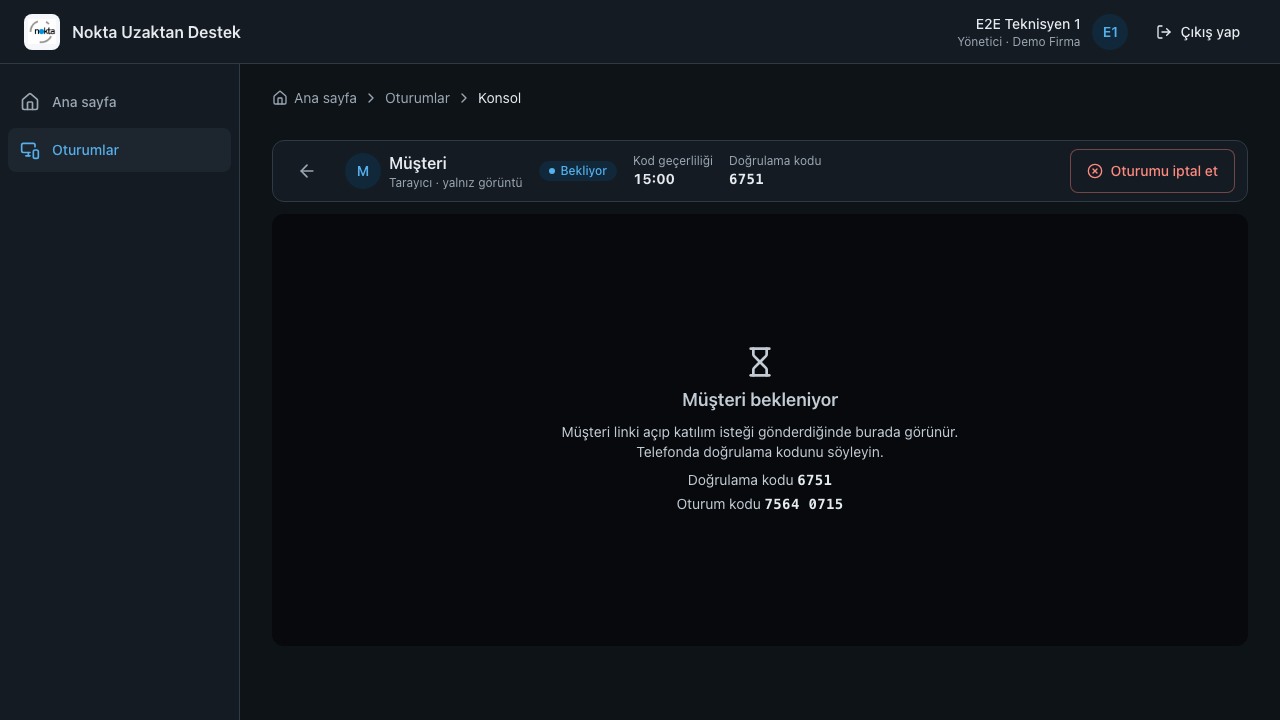 nokta
Nokta Uzaktan Destek
E2E Teknisyen 1
Yönetici · Demo Firma
E1
Çıkış yap
Ana sayfa
Oturumlar
Ana sayfa
Oturumlar
Konsol
M
Müşteri
Tarayıcı · yalnız görüntü
Bekliyor
Kod geçerliliği
15:00
Doğrulama kodu
6751
Oturumu iptal et
Müşteri bekleniyor
Müşteri linki açıp katılım isteği gönderdiğinde burada görünür.
Telefonda doğrulama kodunu söyleyin.
Doğrulama kodu 6751
Oturum kodu 7564 0715